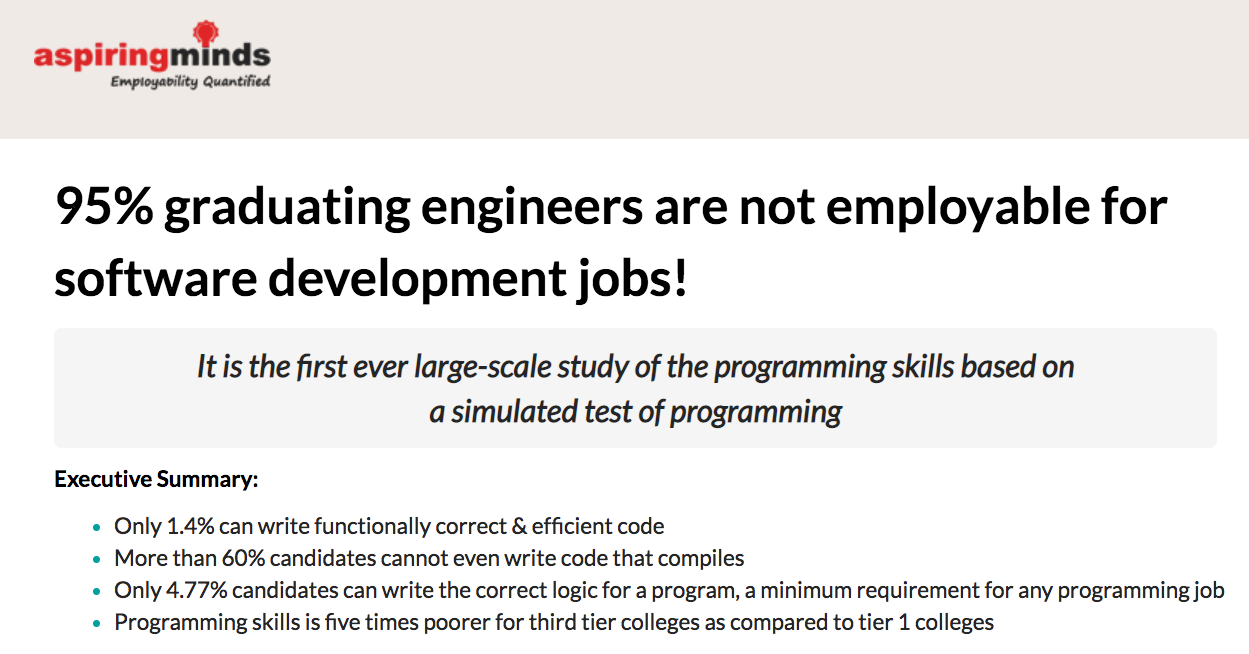 aspiringminds
Employability Quantified
95% graduating engineers are not employable for
software development jobs!
It is the first ever large-scale study of the programming skills based on
a simulated test of programming
Executive Summary:
• Only 1.4% can write functionally correct & efficient code
• More than 60% candidates cannot even write code that compiles
• Only 4.77% candidates can write the correct logic for a program, a minimum requirement for any programming job
• Programming skills is five times poorer for third tier colleges as compared to tier 1 colleges